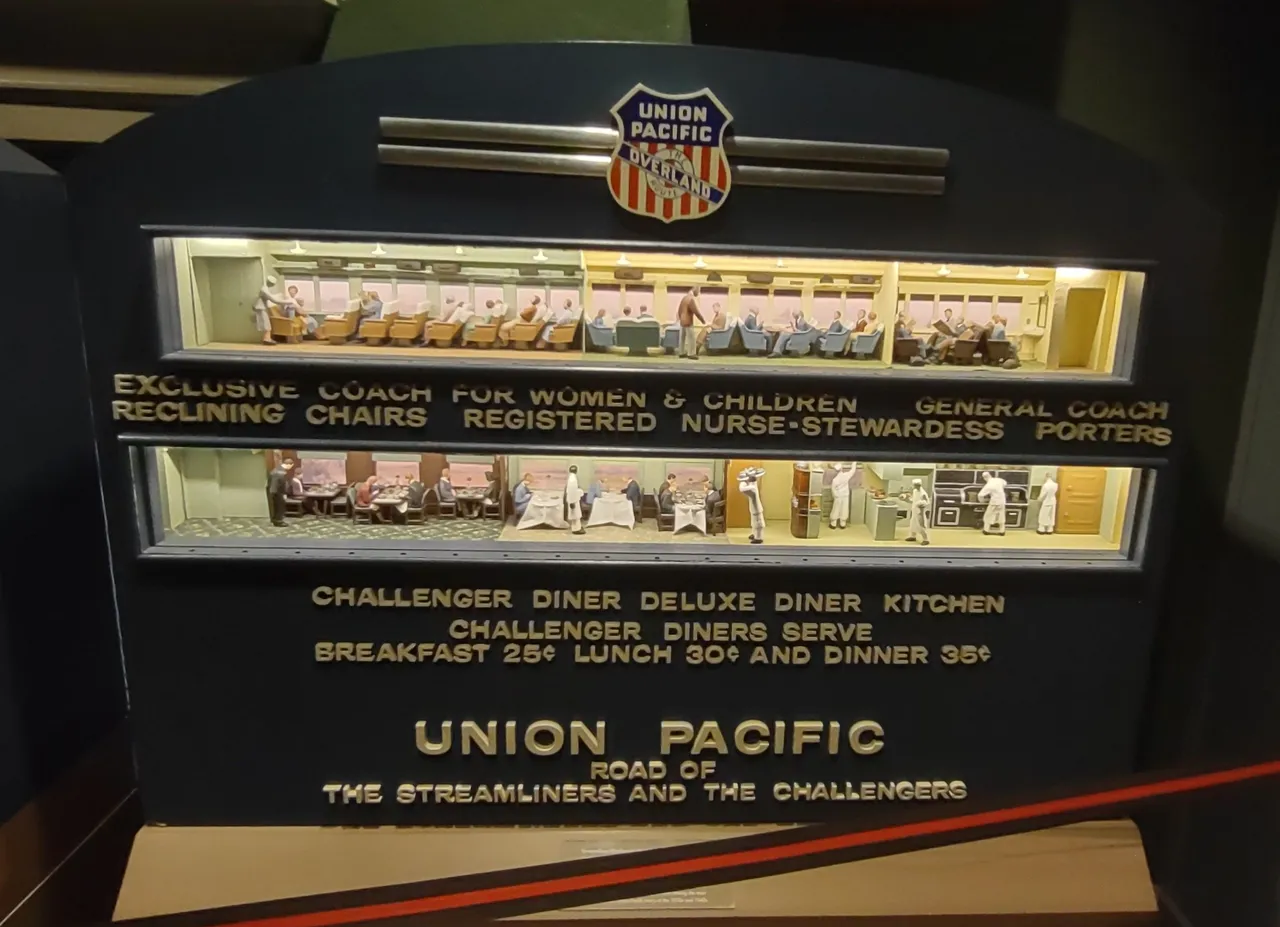 UNION
PACIFIC
THE
OVERLAND
ROUTE
EXCLUSIVE COACH FOR WOMEN & CHILDREN GENERAL COACH
RECLINING CHAIRS REGISTERED NURSE-STEWARDESS PORTERS
CHALLENGER DINER DELUXE DINER KITCHEN
CHALLENGER DINERS SERVE
BREAKFAST 25¢ LUNCH 30¢ AND DINNER 35¢
UNION PACIFIC
ROAD OF
THE STREAMLINERS AND THE CHALLENGERS